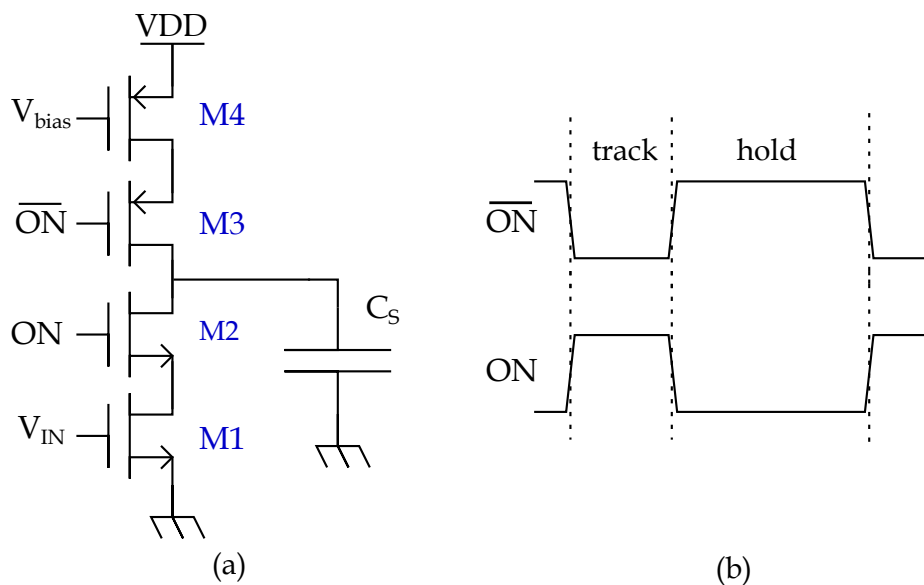 VDD
V_bias
M4
ON̅
M3
ON
M2
C_S
V_IN
M1
(a)
track
hold
ON̅
ON
(b)